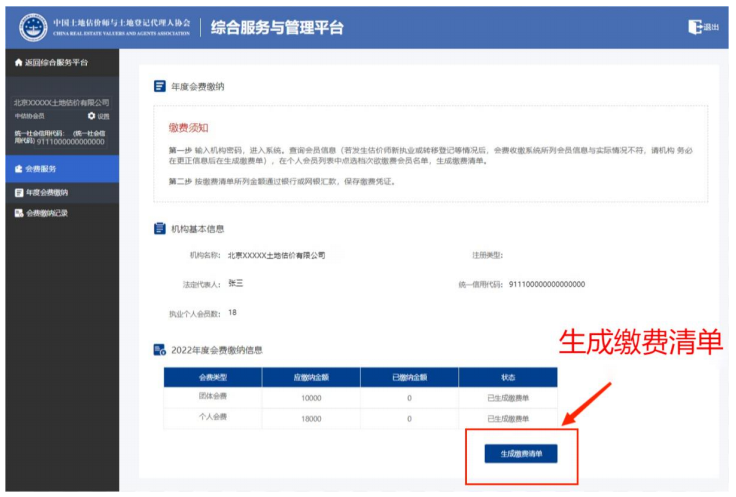 中国土地估价师与土地登记代理人协会
CHINA REAL ESTATE VALUERS AND AGENTS ASSOCIATION
综合服务与管理平台
退出
返回综合服务平台
北京XXXXX土地估价有限公司
中估协会员
设置
统一社会信用代码: (统一社会信用代码) 9111000000000000
会费服务
年度会费缴纳
会费缴纳记录
年度会费缴纳
缴费须知
第一步 输入机构密码，进入系统。查询会员信息（若发生估价师新执业或转移登记等情况后，会费收缴系统所列会员信息与实际情况不符，请机构 务必
在更正信息后在生成缴费单），在个人会员列表中点选档次欲缴费会员名单，生成缴费清单。
第二步 按缴费清单所列金额通过银行或网银汇款，保存缴费凭证。
机构基本信息
机构名称: 北京XXXXX土地估价有限公司
注册类型:
法定代表人: 张三
统一信用代码: 911100000000000000
执业个人会员数: 18
2022年度会费缴纳信息
生成缴费清单
会费类型 应缴纳金额 已缴纳金额 状态
团体会费 10000 0 已生成缴费单
个人会费 18000 0 已生成缴费单
生成缴费清单